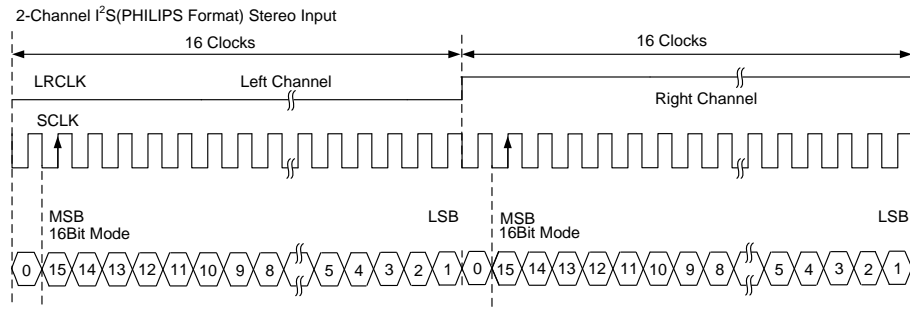 2-Channel I²S(PHILIPS Format) Stereo Input
16 Clocks 16 Clocks
LRCLK Left Channel Right Channel
SCLK
MSB LSB MSB LSB
16Bit Mode 16Bit Mode
0 15 14 13 12 11 10 9 8 5 4 3 2 1 0 15 14 13 12 11 10 9 8 5 4 3 2 1